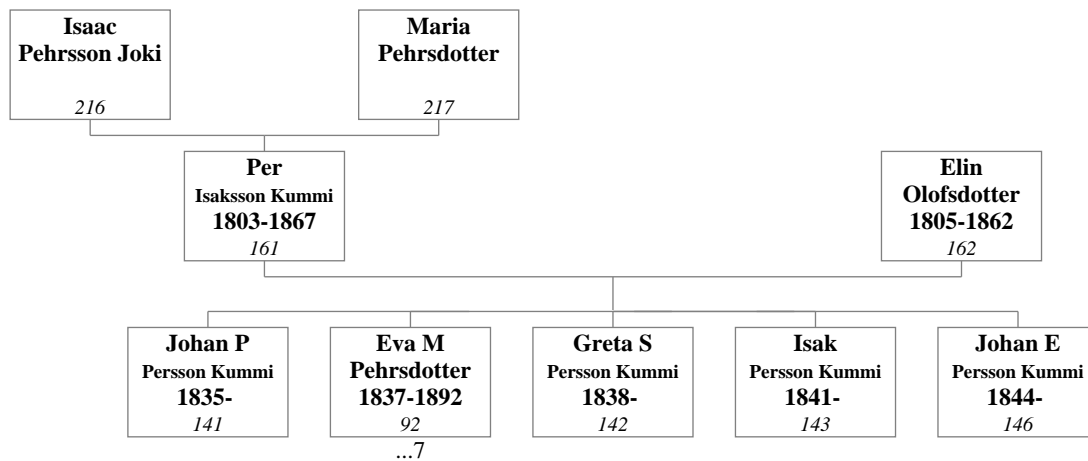 Isaac
Pehrsson Joki
216
Maria
Pehrsdotter
217
Per
Isaksson Kummi
1803-1867
161
Elin
Olofsdotter
1805-1862
162
Johan P
Persson Kummi
1835-
141
Eva M
Pehrsdotter
1837-1892
92
...7
Greta S
Persson Kummi
1838-
142
Isak
Persson Kummi
1841-
143
Johan E
Persson Kummi
1844-
146